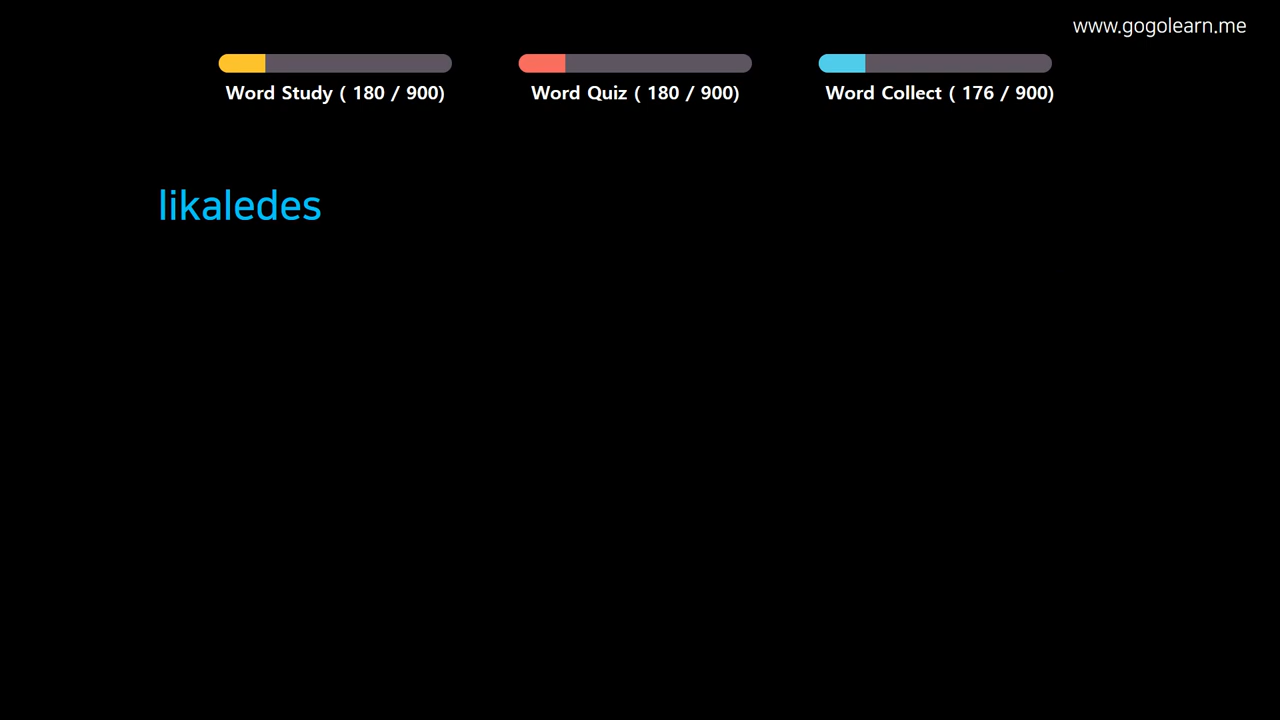 www.gogolearn.me
Word Study ( 180 / 900)
Word Quiz ( 180 / 900)
Word Collect ( 176 / 900)
likaledes